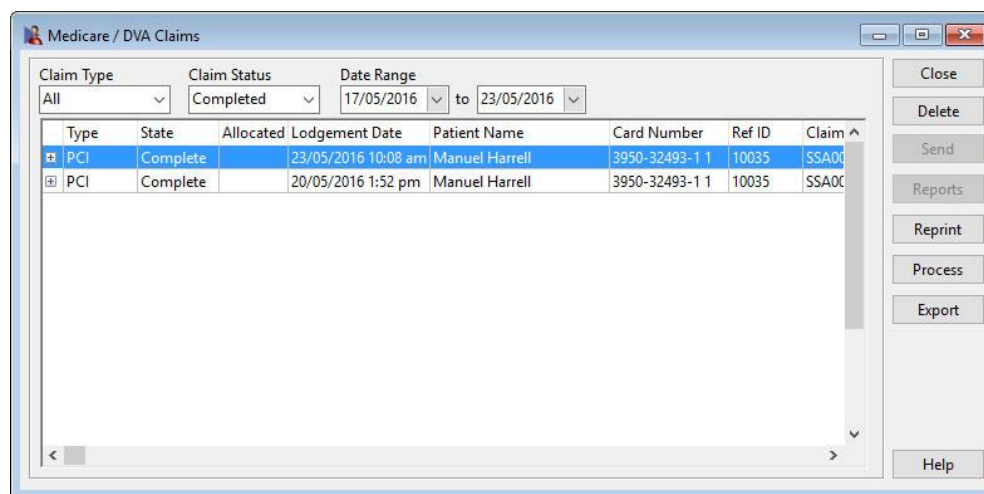 Medicare / DVA Claims
Claim Type Claim Status Date Range
All Completed 17/05/2016 to 23/05/2016
Type State Allocated Lodgement Date Patient Name Card Number Ref ID Claim
PCI Complete 23/05/2016 10:08 am Manuel Harrell 3950-32493-1 1 10035 SSA00
PCI Complete 20/05/2016 1:52 pm Manuel Harrell 3950-32493-1 1 10035 SSA00
Close
Delete
Send
Reports
Reprint
Process
Export
Help